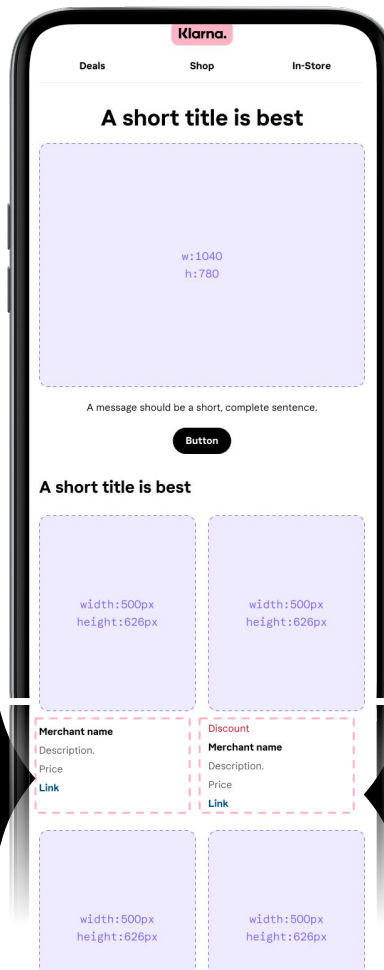 Klarna.
Deals Shop In-Store
A short title is best
w:1040
h:780
A message should be a short, complete sentence.
Button
A short title is best
width:500px
height:626px
width:500px
height:626px
Merchant name
Description.
Price
Link
Discount
Merchant name
Description.
Price
Link
width:500px
height:626px
width:500px
height:626px